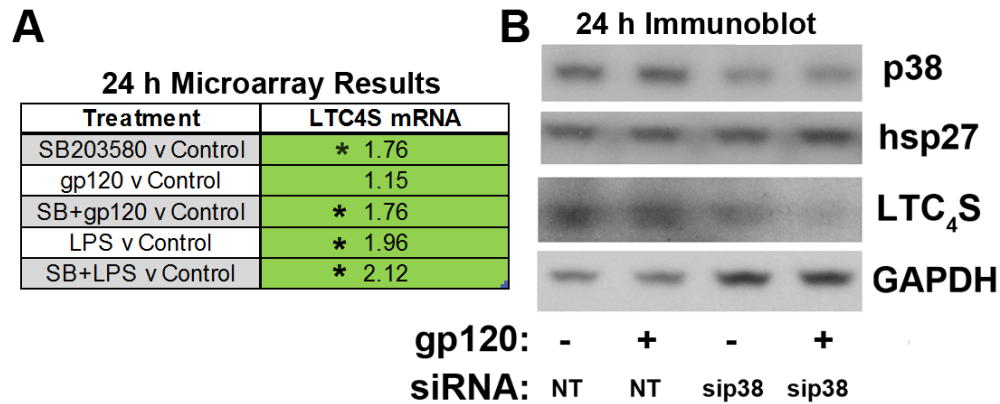 A
24 h Microarray Results
Treatment LTC4S mRNA
SB203580 v Control * 1.76
gp120 v Control 1.15
SB+gp120 v Control * 1.76
LPS v Control * 1.96
SB+LPS v Control * 2.12
B
24 h Immunoblot
p38
hsp27
LTC₄S
GAPDH
gp120: - + - +
siRNA: NT NT sip38 sip38